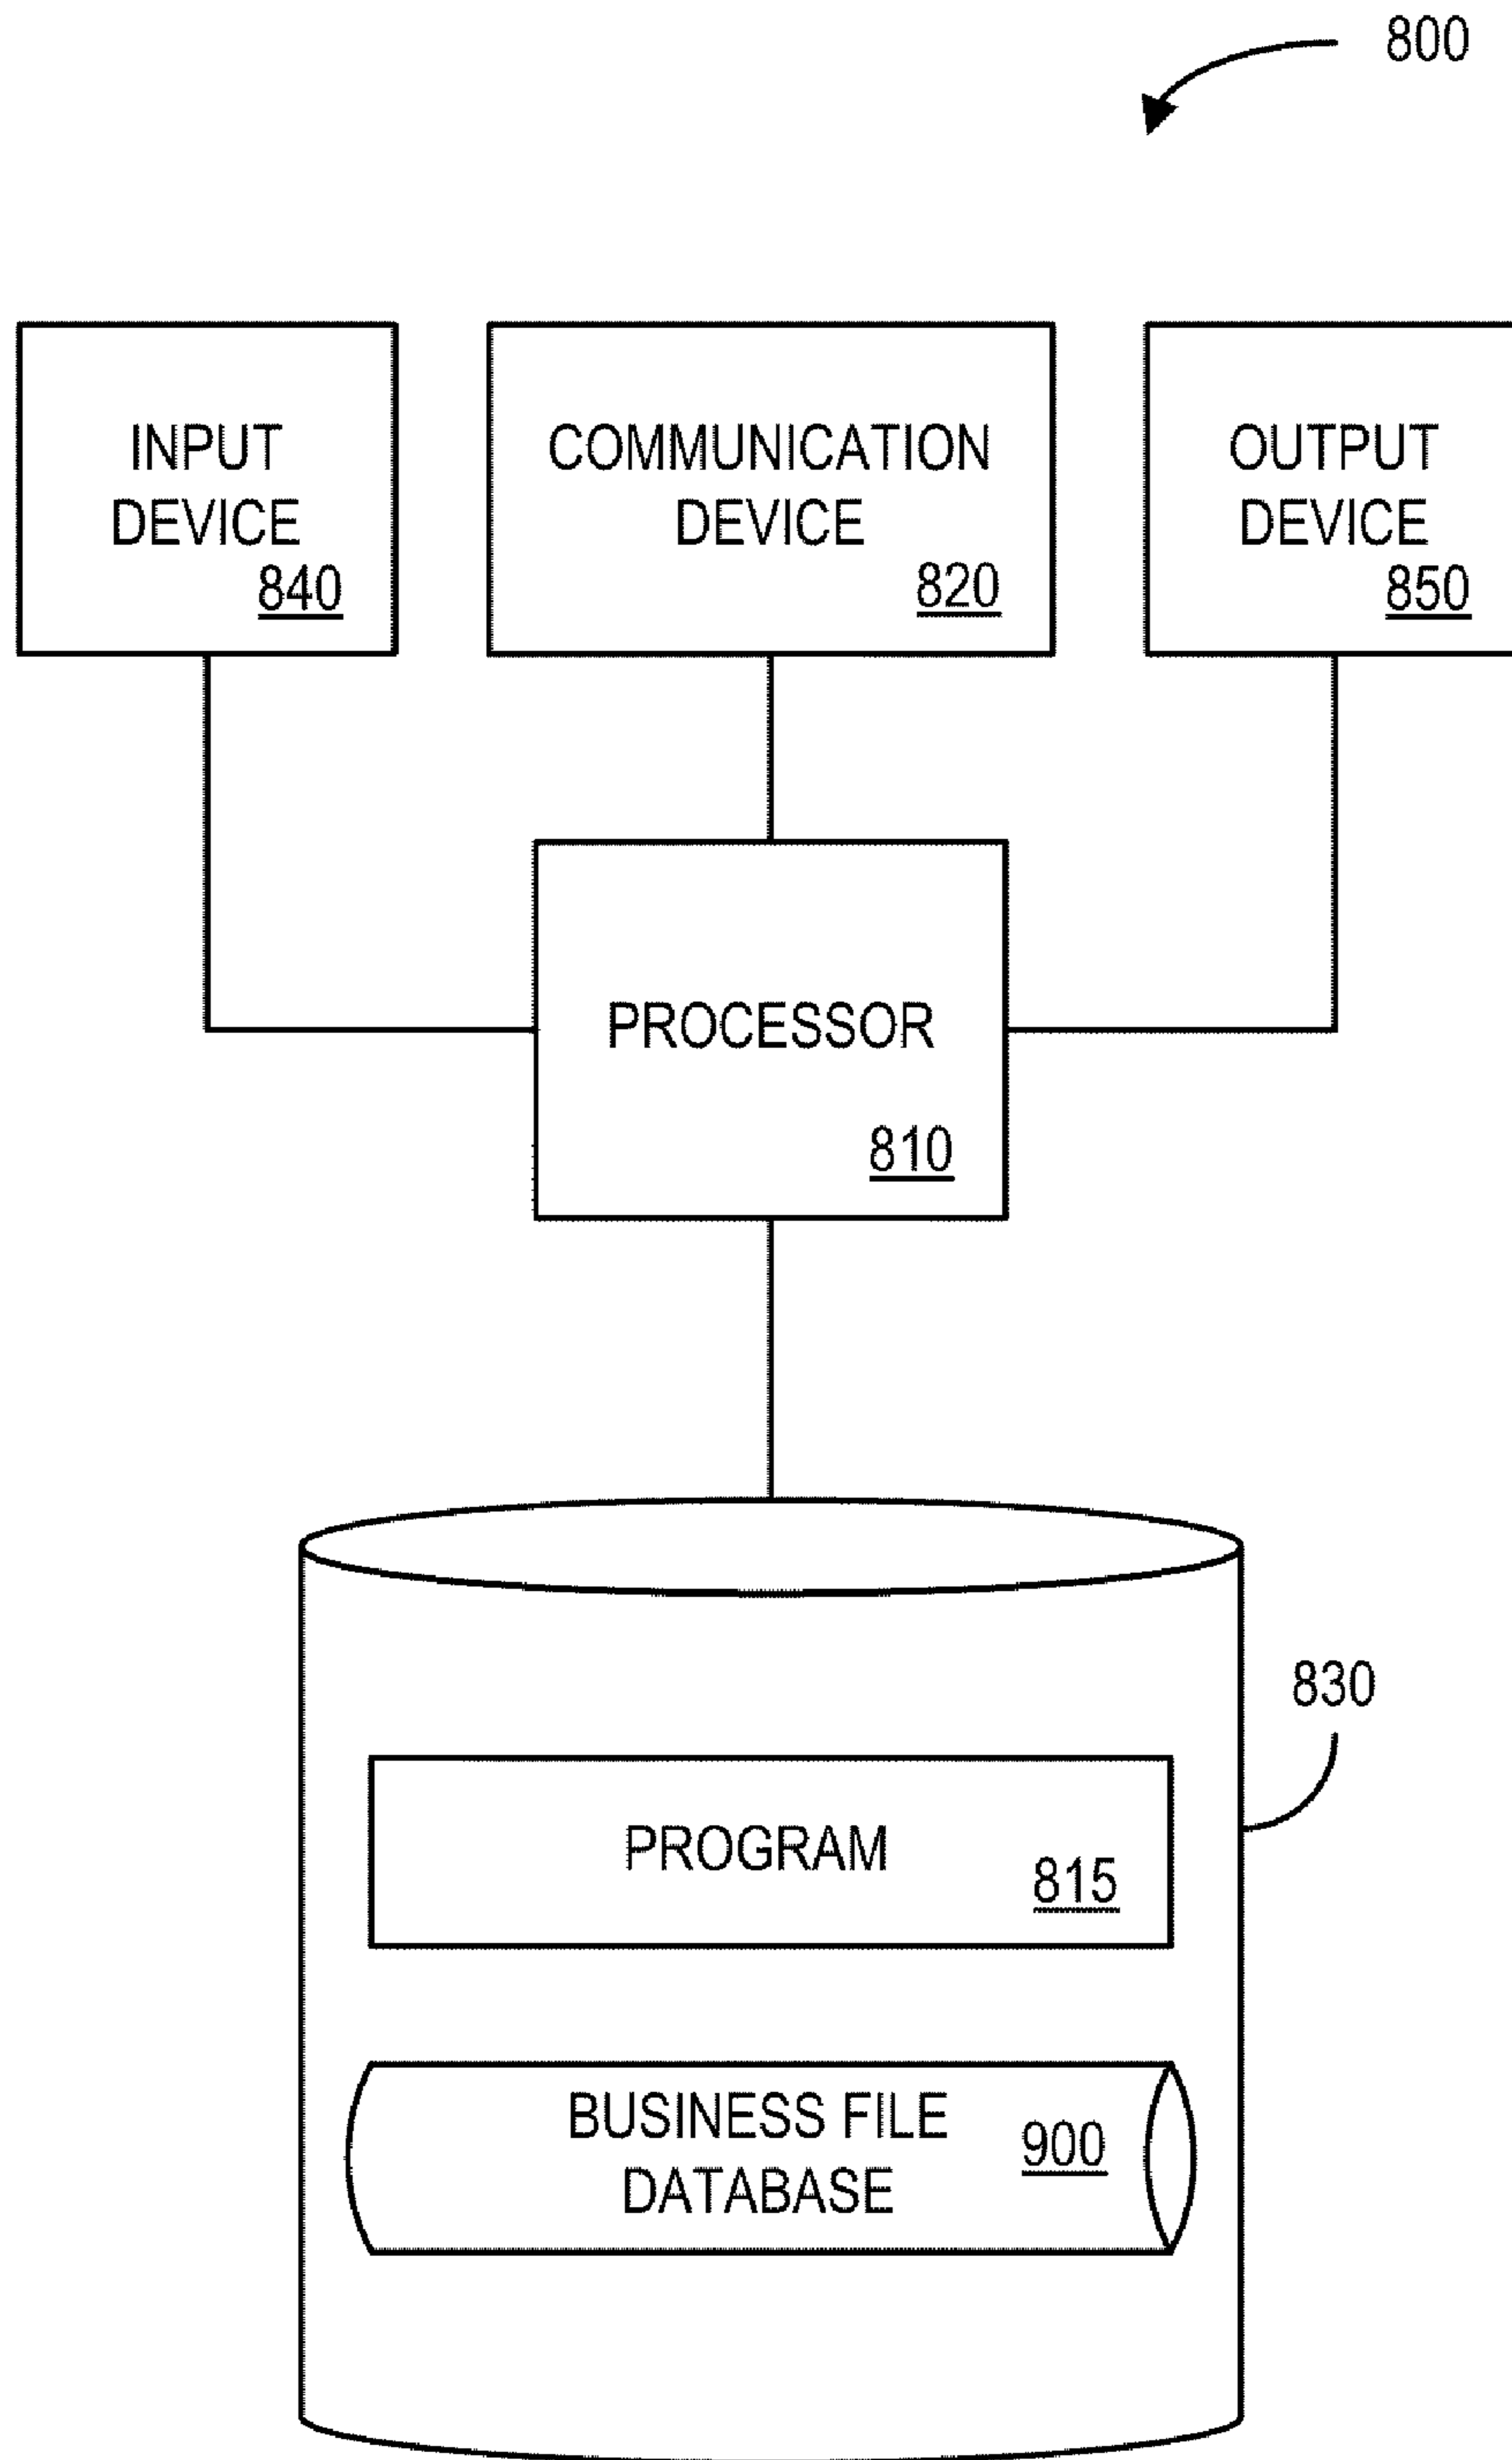 800
INPUT
DEVICE
840
COMMUNICATION
DEVICE
820
OUTPUT
DEVICE
850
PROCESSOR
810
830
PROGRAM
815
BUSINESS FILE
DATABASE
900